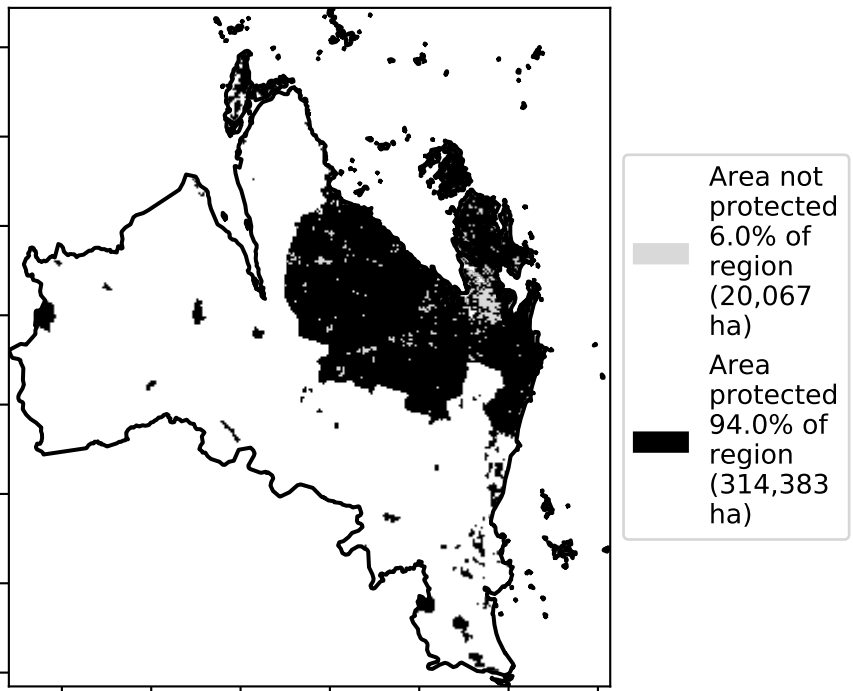 Area not
protected
6.0% of
region
(20,067
ha)
Area
protected
94.0% of
region
(314,383
ha)